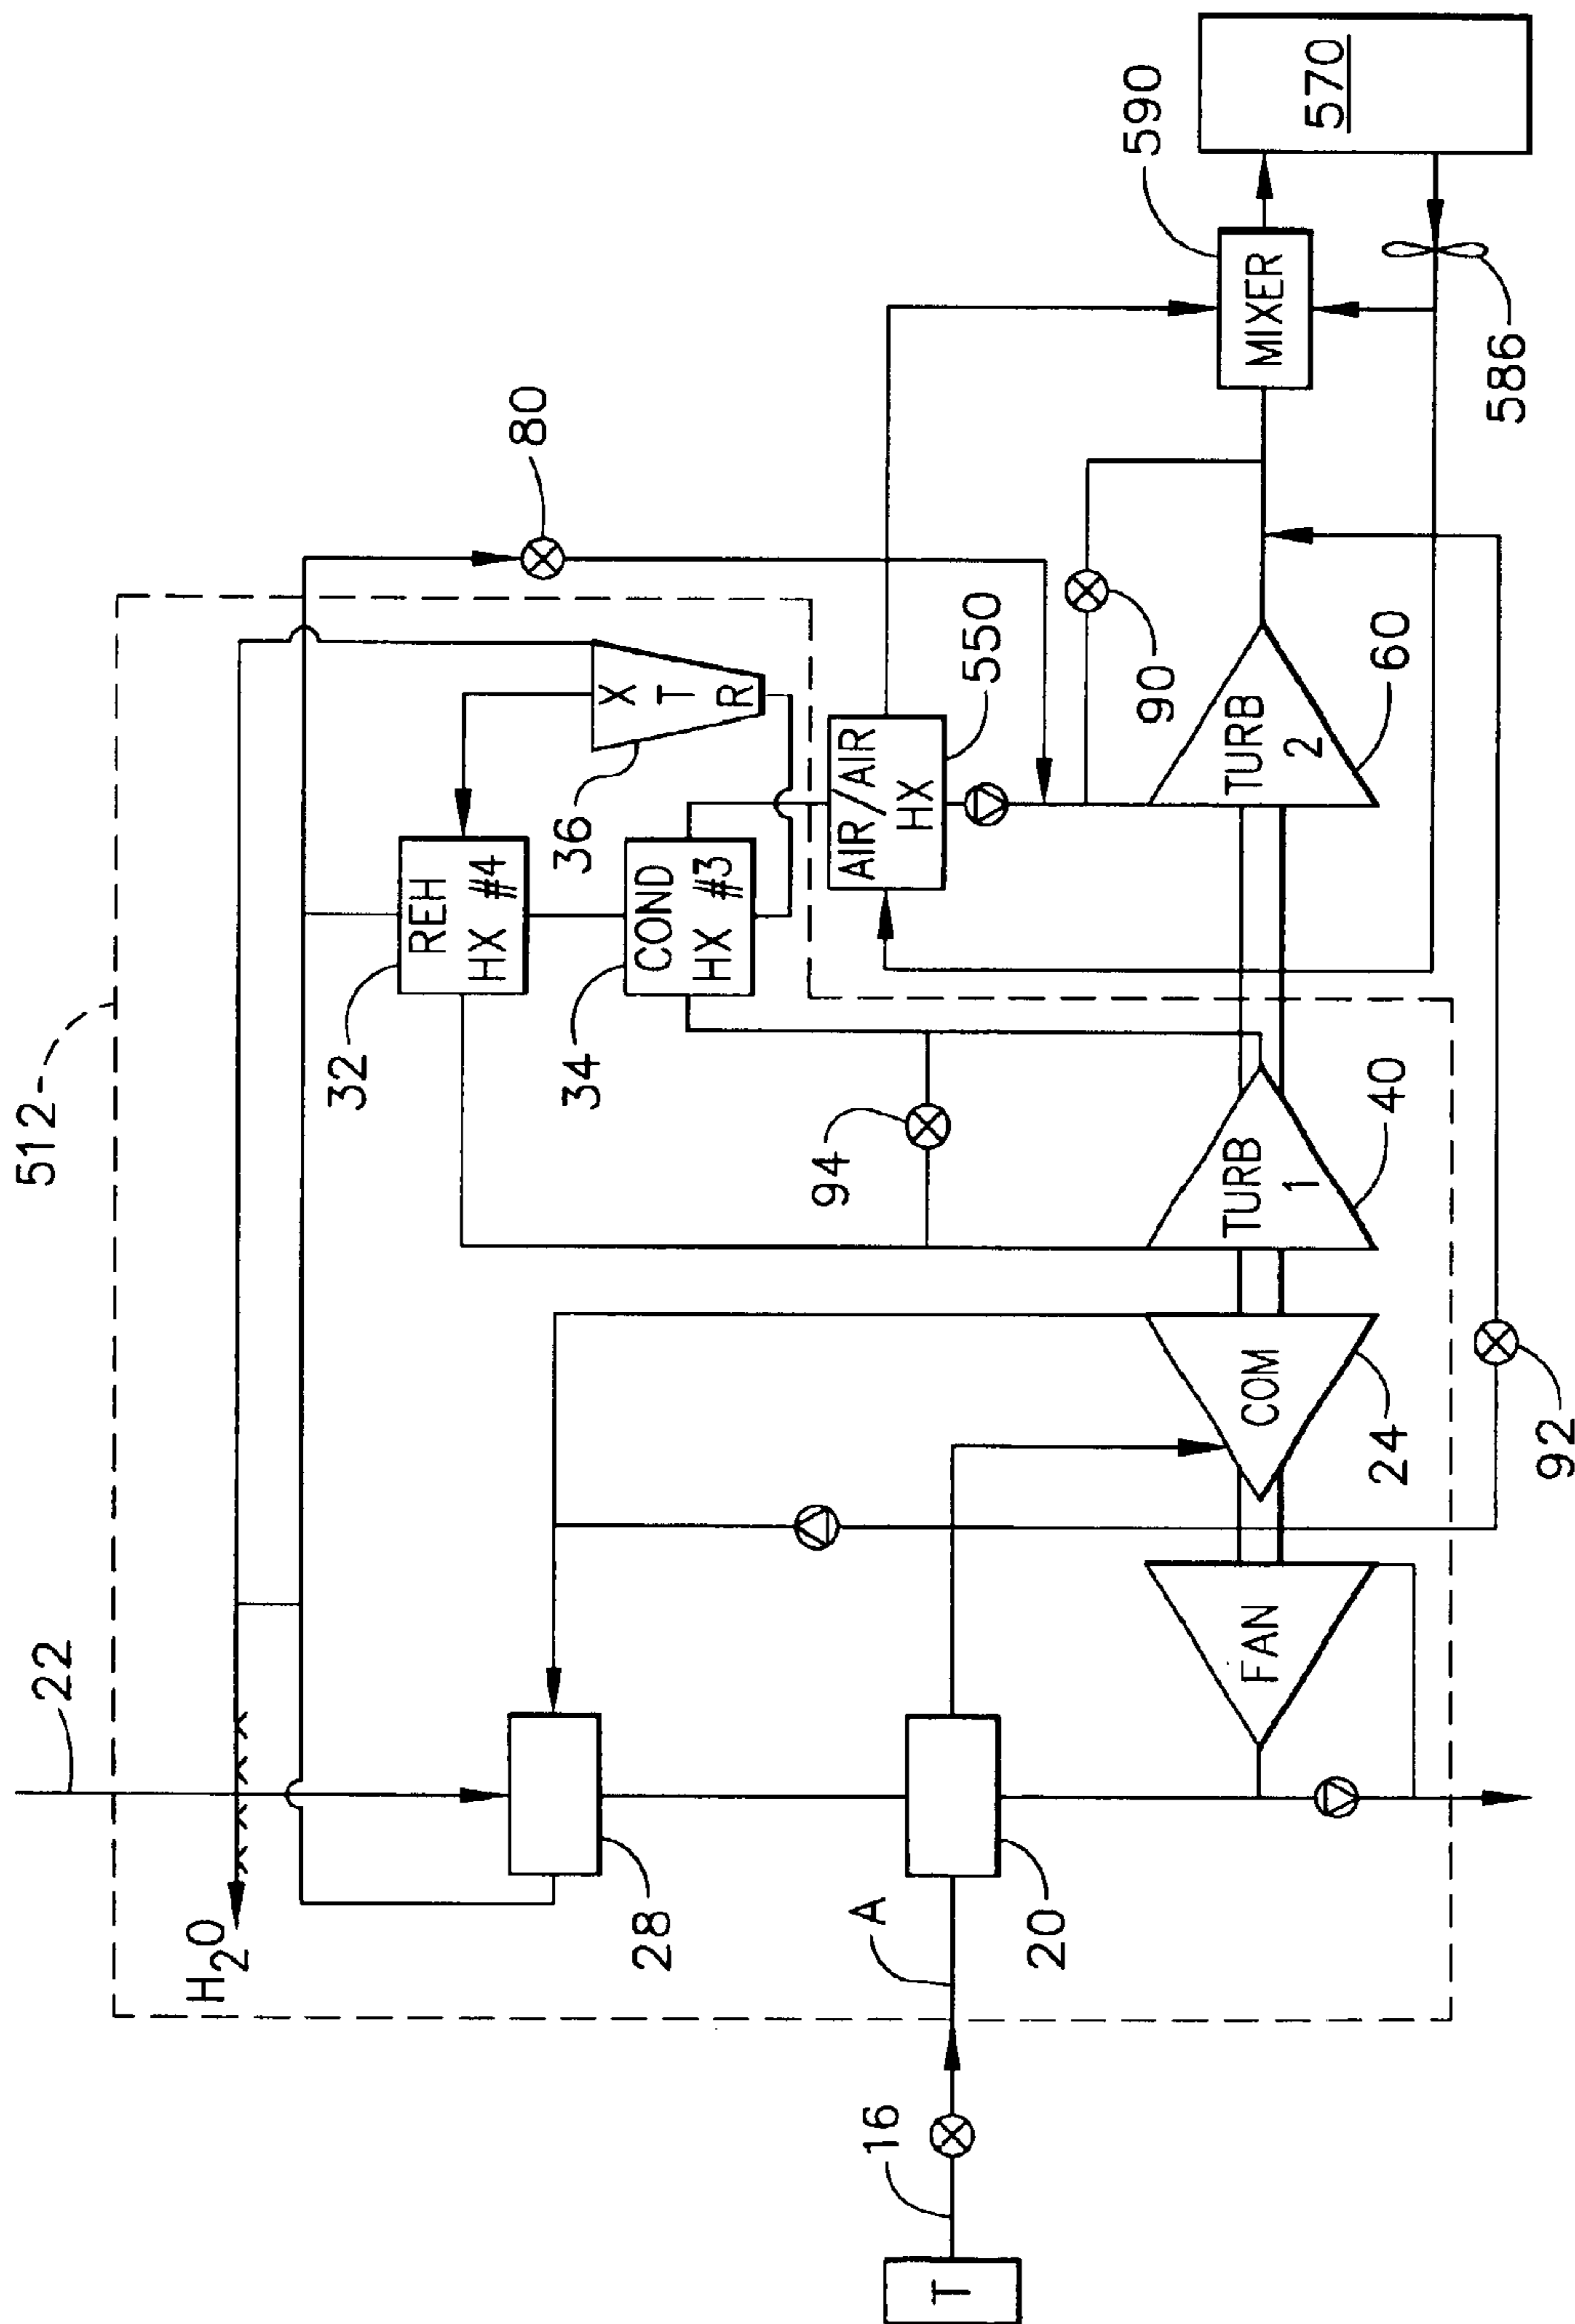 512
22
H2O
80
X
T
R
36
REH
HX #4
32
COND
HX #3
34
28
94
AIR/AIR
HX
550
90
590
MIXER
570
586
TURB
2
60
TURB
1
40
COM
24
FAN
92
A
20
16
T